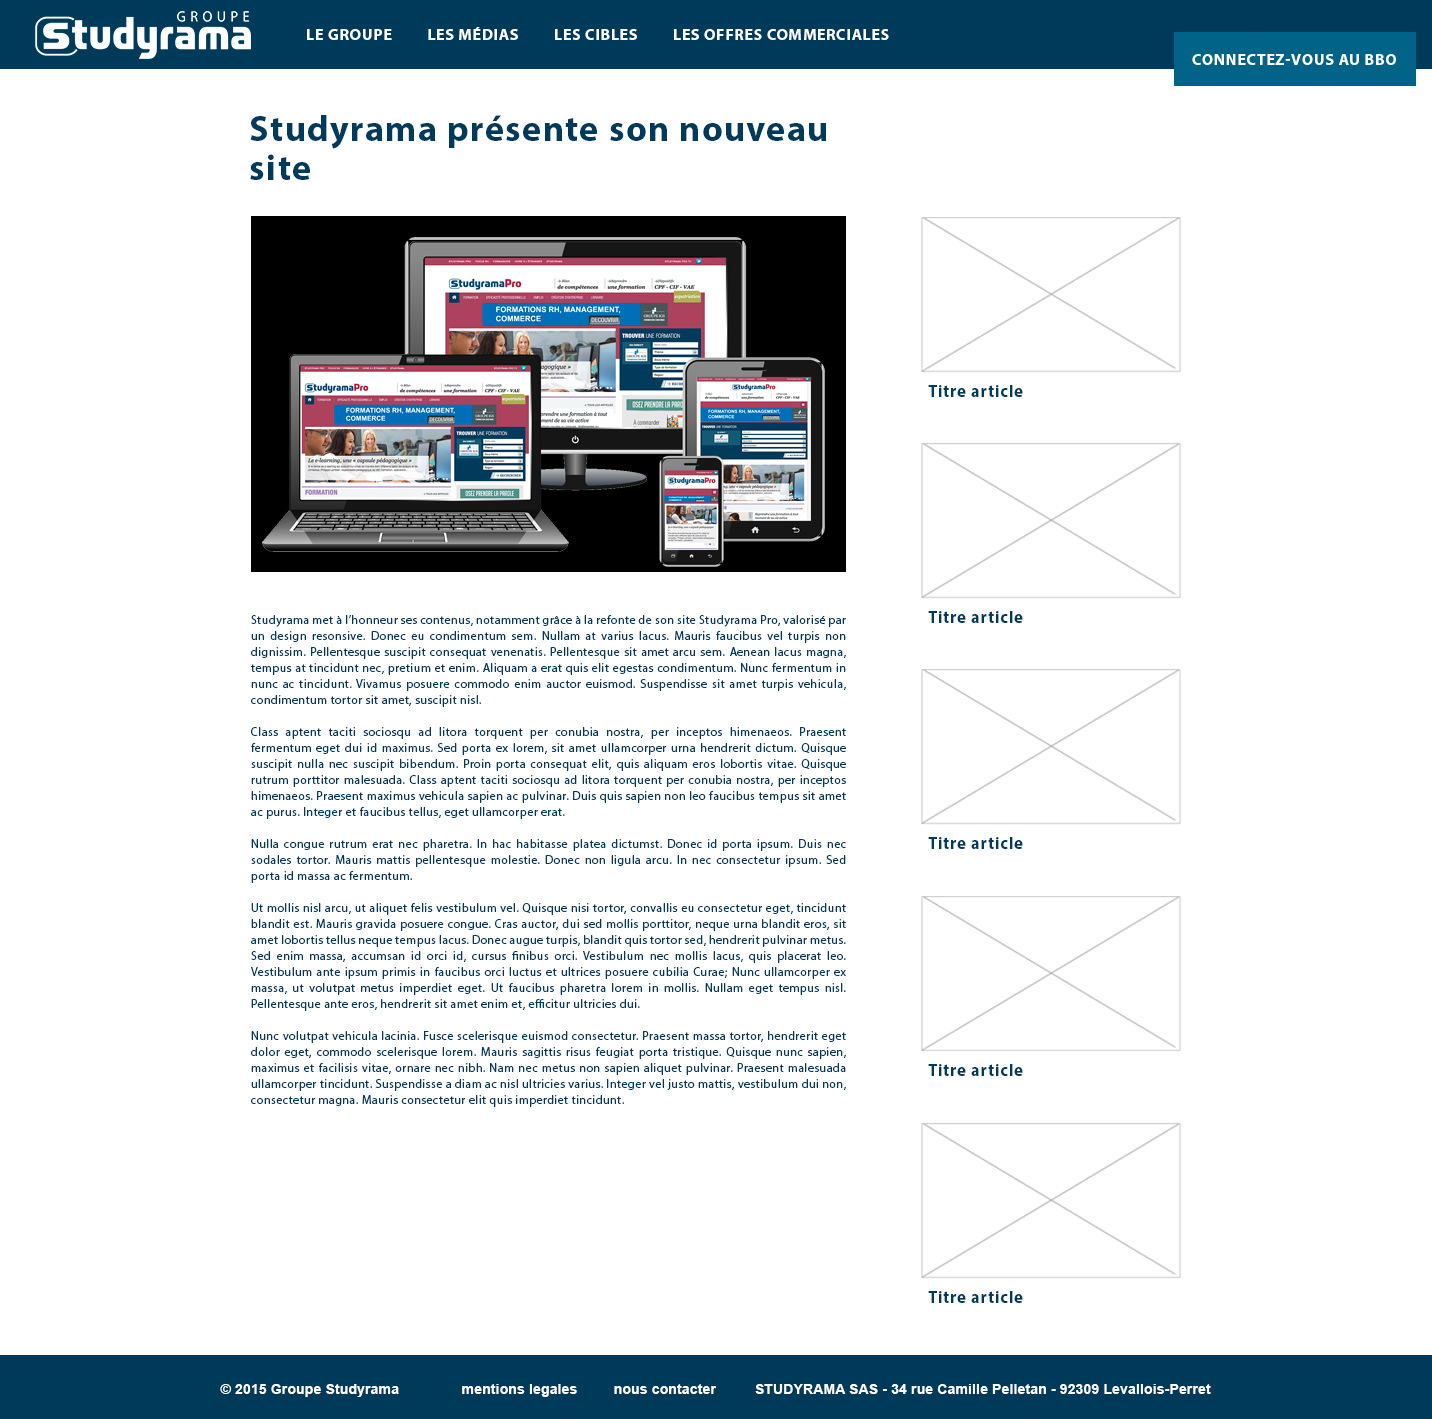 GROUPE
Studyrama
LE GROUPE
LES MÉDIAS
LES CIBLES
LES OFFRES COMMERCIALES
CONNECTEZ-VOUS AU BBO
Studyrama présente son nouveau
site
StudyramaPro
FORMATIONS RH, MANAGEMENT,
COMMERCE
DECOUVRIR
TROUVER UNE FORMATION
StudyramaPro
FORMATIONS RH, MANAGEMENT,
COMMERCE
DECOUVRIR
TROUVER UNE FORMATION
Le e-learning, une « capsule pédagogique »
FORMATION
OSEZ PRENDRE LA PAROLE
StudyramaPro
FORMATIONS RH, MANAGEMENT,
COMMERCE
StudyramaPro
Titre article
Titre article
Titre article
Titre article
Titre article
Studyrama met à l’honneur ses contenus, notamment grâce à la refonte de son site Studyrama Pro, valorisé par
un design resonsive. Donec eu condimentum sem. Nullam at varius lacus. Mauris faucibus vel turpis non
dignissim. Pellentesque suscipit consequat venenatis. Pellentesque sit amet arcu sem. Aenean lacus magna,
tempus at tincidunt nec, pretium et enim. Aliquam a erat quis elit egestas condimentum. Nunc fermentum in
nunc ac tincidunt. Vivamus posuere commodo enim auctor euismod. Suspendisse sit amet turpis vehicula,
condimentum tortor sit amet, suscipit nisl.
Class aptent taciti sociosqu ad litora torquent per conubia nostra, per inceptos himenaeos. Praesent
fermentum eget dui id maximus. Sed porta ex lorem, sit amet ullamcorper urna hendrerit dictum. Quisque
suscipit nulla nec suscipit bibendum. Proin porta consequat elit, quis aliquam eros lobortis vitae. Quisque
rutrum porttitor malesuada. Class aptent taciti sociosqu ad litora torquent per conubia nostra, per inceptos
himenaeos. Praesent maximus vehicula sapien ac pulvinar. Duis quis sapien non leo faucibus tempus sit amet
ac purus. Integer et faucibus tellus, eget ullamcorper erat.
Nulla congue rutrum erat nec pharetra. In hac habitasse platea dictumst. Donec id porta ipsum. Duis nec
sodales tortor. Mauris mattis pellentesque molestie. Donec non ligula arcu. In nec consectetur ipsum. Sed
porta id massa ac fermentum.
Ut mollis nisl arcu, ut aliquet felis vestibulum vel. Quisque nisi tortor, convallis eu consectetur eget, tincidunt
blandit est. Mauris gravida posuere congue. Cras auctor, dui sed mollis porttitor, neque urna blandit eros, sit
amet lobortis tellus neque tempus lacus. Donec augue turpis, blandit quis tortor sed, hendrerit pulvinar metus.
Sed enim massa, accumsan id orci id, cursus finibus orci. Vestibulum nec mollis lacus, quis placerat leo.
Vestibulum ante ipsum primis in faucibus orci luctus et ultrices posuere cubilia Curae; Nunc ullamcorper ex
massa, ut volutpat metus imperdiet eget. Ut faucibus pharetra lorem in mollis. Nullam eget tempus nisl.
Pellentesque ante eros, hendrerit sit amet enim et, efficitur ultricies dui.
Nunc volutpat vehicula lacinia. Fusce scelerisque euismod consectetur. Praesent massa tortor, hendrerit eget
dolor eget, commodo scelerisque lorem. Mauris sagittis risus feugiat porta tristique. Quisque nunc sapien,
maximus et facilisis vitae, ornare nec nibh. Nam nec metus non sapien aliquet pulvinar. Praesent malesuada
ullamcorper tincidunt. Suspendisse a diam ac nisl ultricies varius. Integer vel justo mattis, vestibulum dui non,
consectetur magna. Mauris consectetur elit quis imperdiet tincidunt.
© 2015 Groupe Studyrama
mentions legales
nous contacter
STUDYRAMA SAS - 34 rue Camille Pelletan - 92309 Levallois-Perret